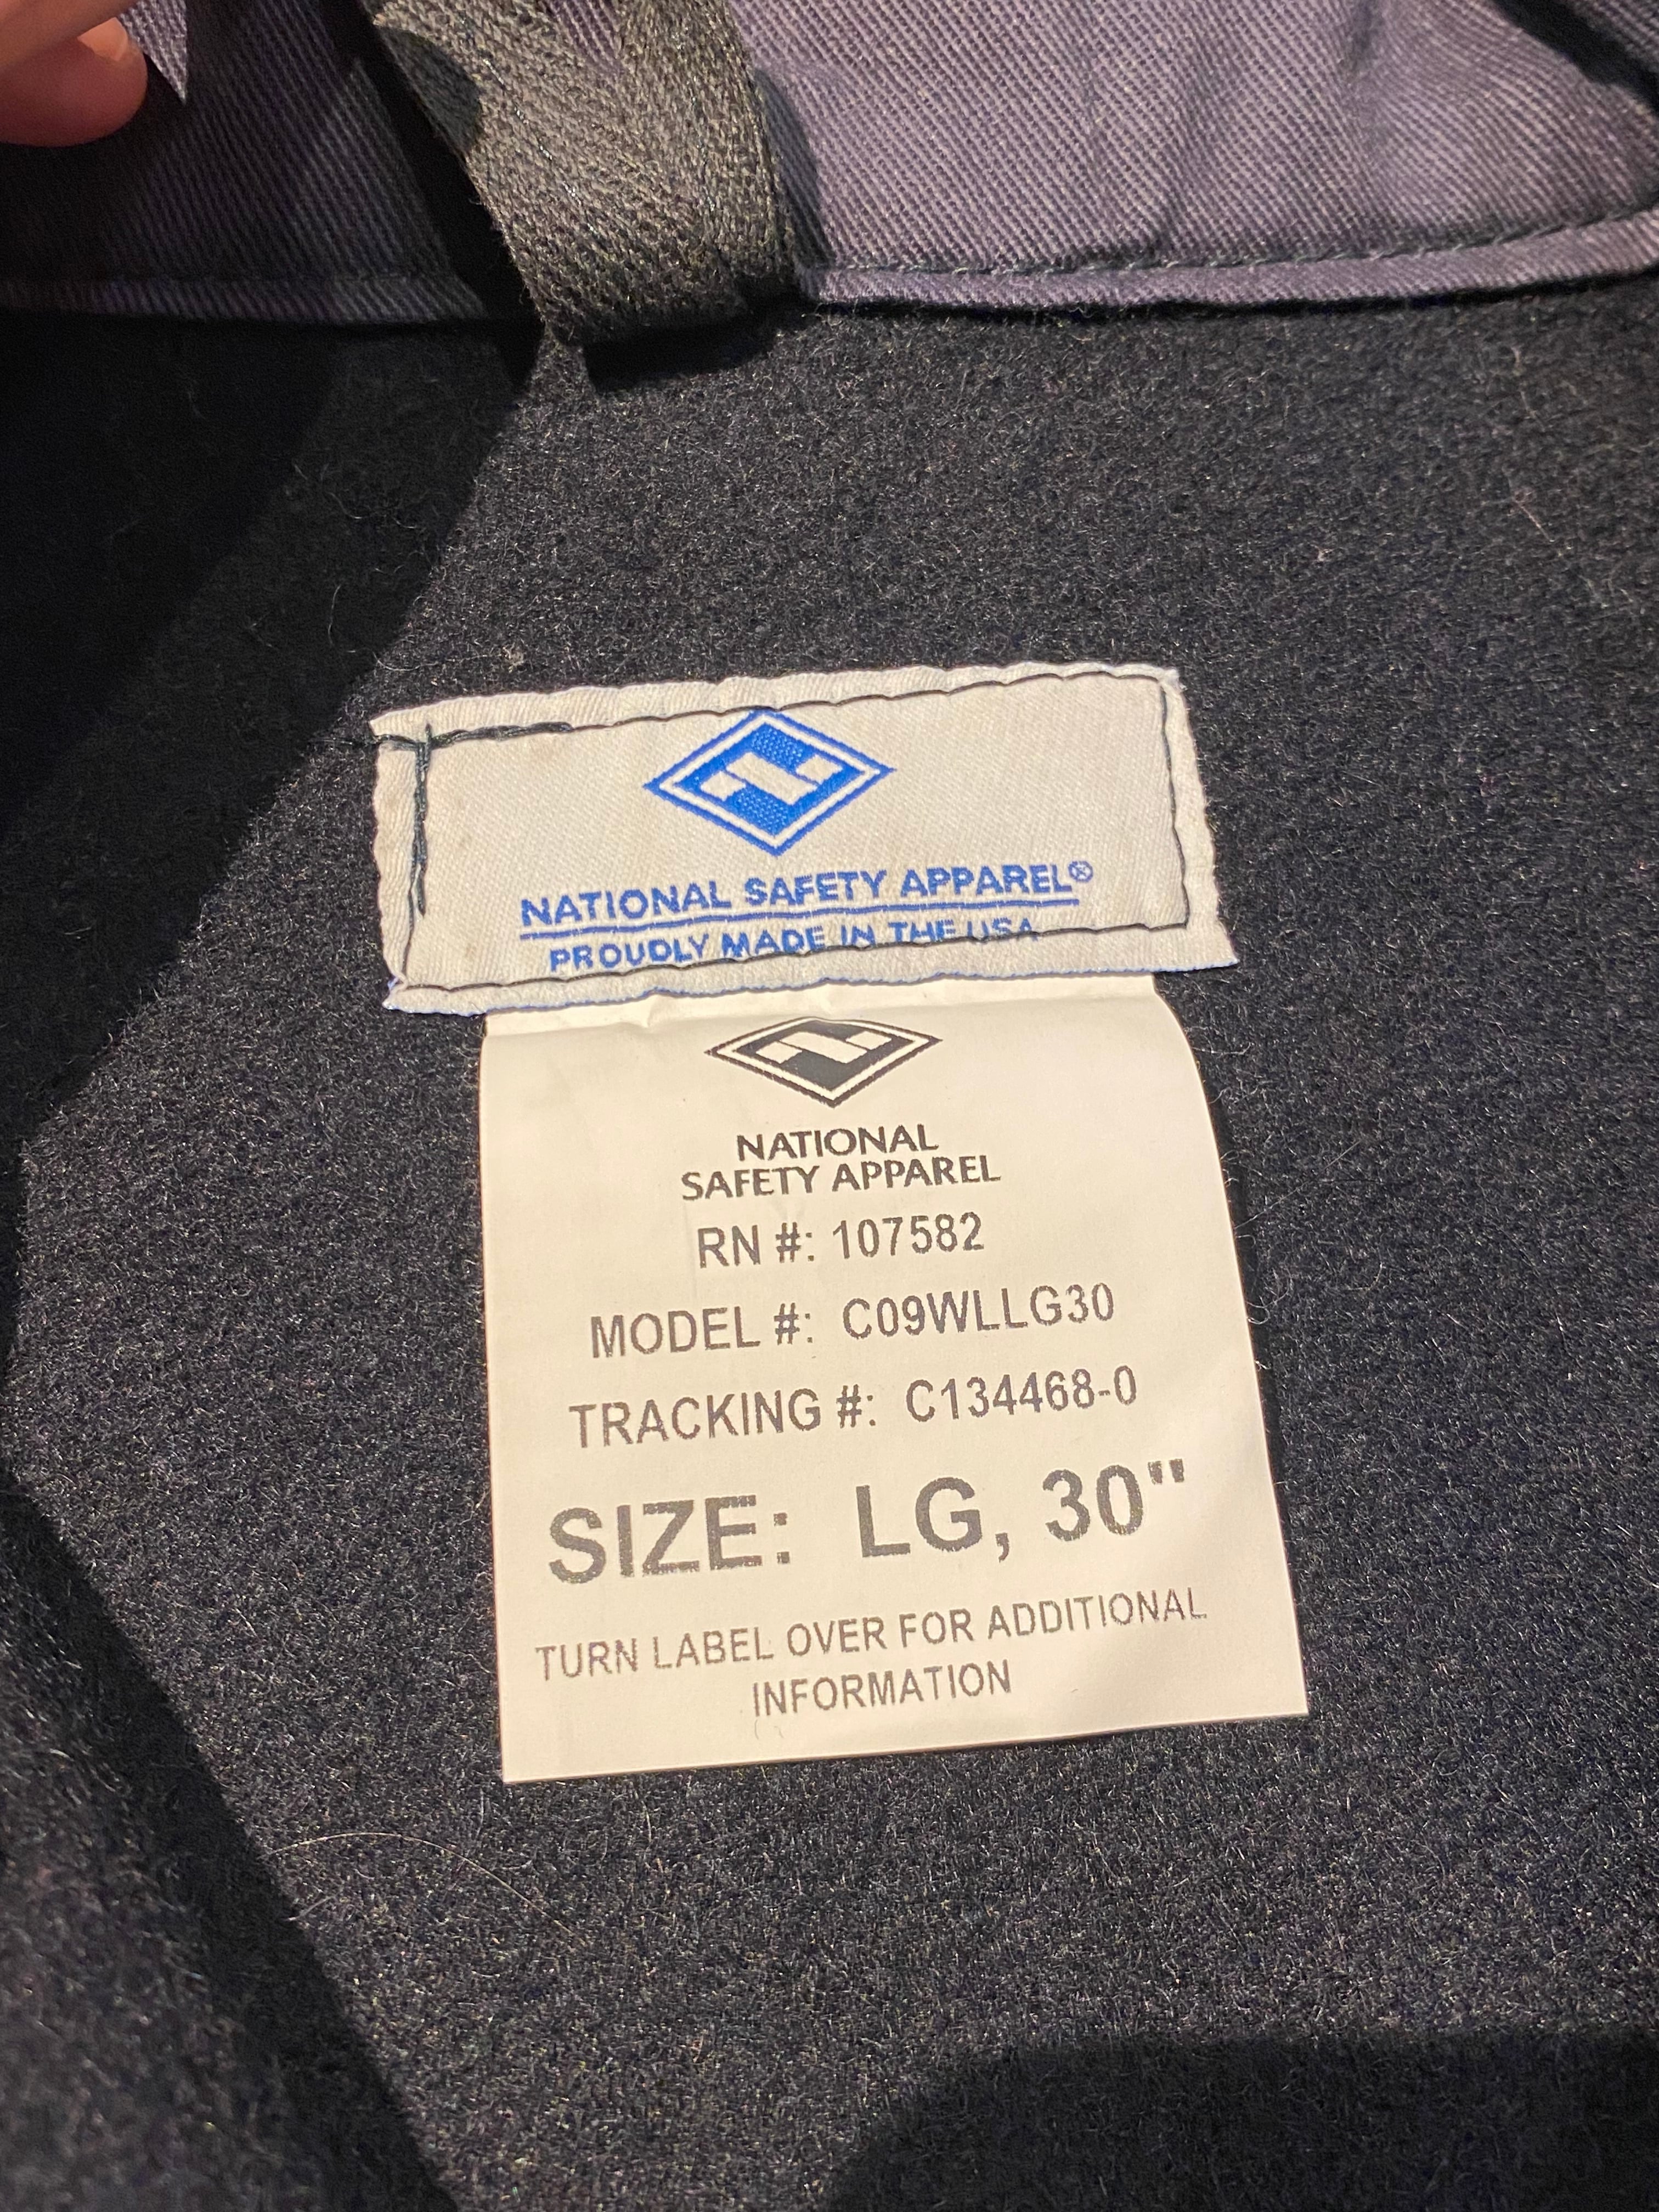 NATIONAL SAFETY APPAREL®
PROUDLY MADE IN THE USA
NATIONAL
SAFETY APPAREL
RN #: 107582
MODEL #: C09WLLG30
TRACKING #: C134468-0
SIZE: LG, 30"
TURN LABEL OVER FOR ADDITIONAL
INFORMATION